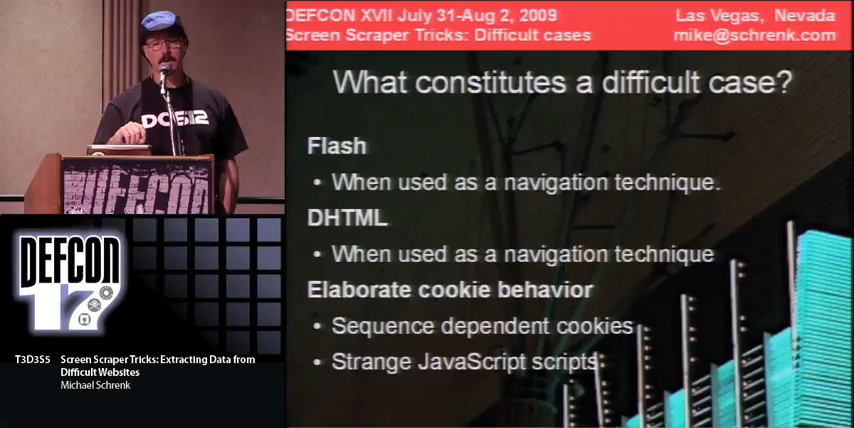 DEFCON XVII July 31-Aug 2, 2009
Las Vegas, Nevada
Screen Scraper Tricks: Difficult cases
mike@schrenk.com
What constitutes a difficult case?
Flash
• When used as a navigation technique.
DHTML
• When used as a navigation technique
Elaborate cookie behavior
• Sequence dependent cookies
• Strange JavaScript scripts
DEFCON
DEFCON
17
T3D3S5 Screen Scraper Tricks: Extracting Data from
Difficult Websites
Michael Schrenk